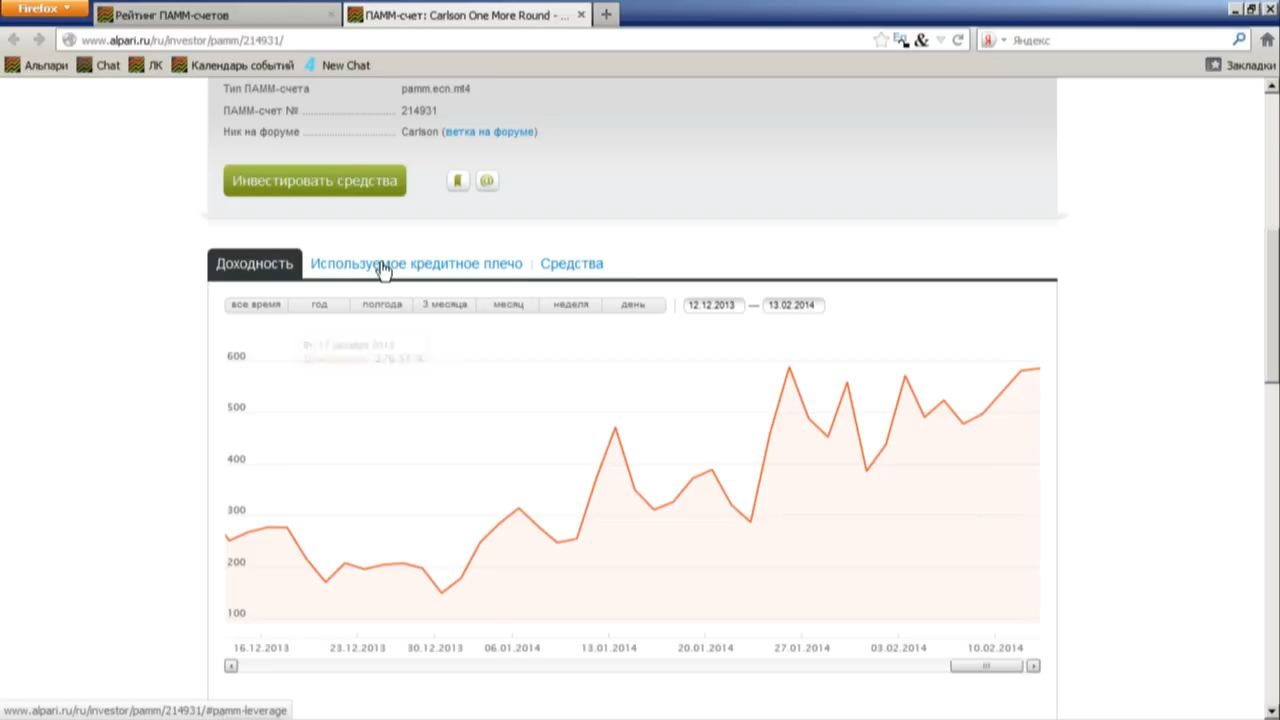 Firefox
Рейтинг ПАММ-счетов
ПАММ-счет: Carlson One More Round - ...
www.alpari.ru/ru/investor/pamm/214931/
Яндекс
Альпари
Chat
ЛК
Календарь событий
New Chat
Закладки
Тип ПАММ-счета pamm.ecn.mt4
ПАММ-счет № 214931
Ник на форуме Carlson (ветка на форуме)
Инвестировать средства
Доходность
Используемое кредитное плечо
Средства
все время год полгода 3 месяца месяц неделя день 12.12.2013 — 13.02.2014
600
500
400
300
200
100
16.12.2013 23.12.2013 30.12.2013 06.01.2014 13.01.2014 20.01.2014 27.01.2014 03.02.2014 10.02.2014
www.alpari.ru/ru/investor/pamm/214931/#pamm-leverage